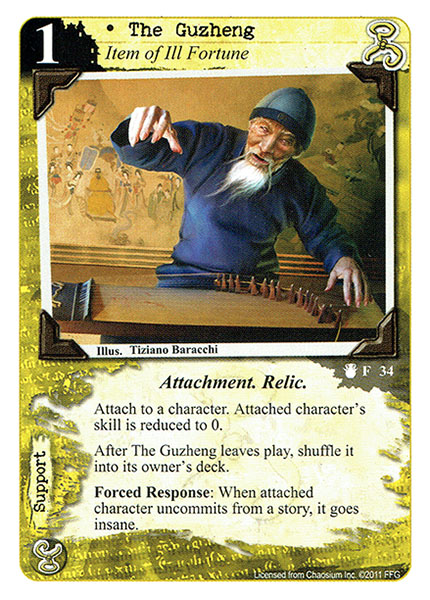 1
• The Guzheng
Item of Ill Fortune
Illus. Tiziano Baracchi
F 34
Attachment. Relic.
Attach to a character. Attached character's
skill is reduced to 0.
After The Guzheng leaves play, shuffle it
into its owner's deck.
Forced Response: When attached
character uncommits from a story, it goes
insane.
Support
Licensed from Chaosium Inc. ©2011 FFG